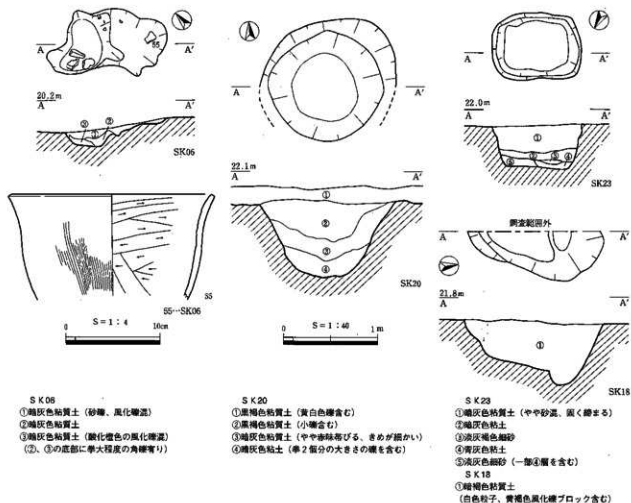 55
A A'
20.2m
A A'
③ ②
①
SK06
A A'
22.1m
A A'
①
②
③
④
SK20
A A'
22.0m
A A'
①
② ③ ④
⑤
SK23
調査範囲外
A A'
21.8m
A A'
①
SK18
55
55…SK06
S=1:4
0 10cm
S=1:40
0 1m
SK06
①暗灰色粘質土(砂礫、風化礫混)
②暗灰色粘質土
③暗灰色粘質土(酸化橙色の風化礫混)
(②、③の底部に拳大程度の角礫有り)
SK20
①黒褐色粘質土(黄白色礫含む)
②黒褐色粘質土(小礫含む)
③暗灰色粘質土(やや赤味帯びる、きめが細かい)
④暗灰色粘土(拳2個分の大きさの礫を含む)
SK23
①暗灰色粘質土(やや砂混、固く締まる)
②暗灰色粘土
③淡灰褐色細砂
④青灰色粘土
⑤淡灰色細砂(一部④層を含む)
SK18
①暗褐色粘質土
(白色粒子、黄褐色風化礫ブロック含む)